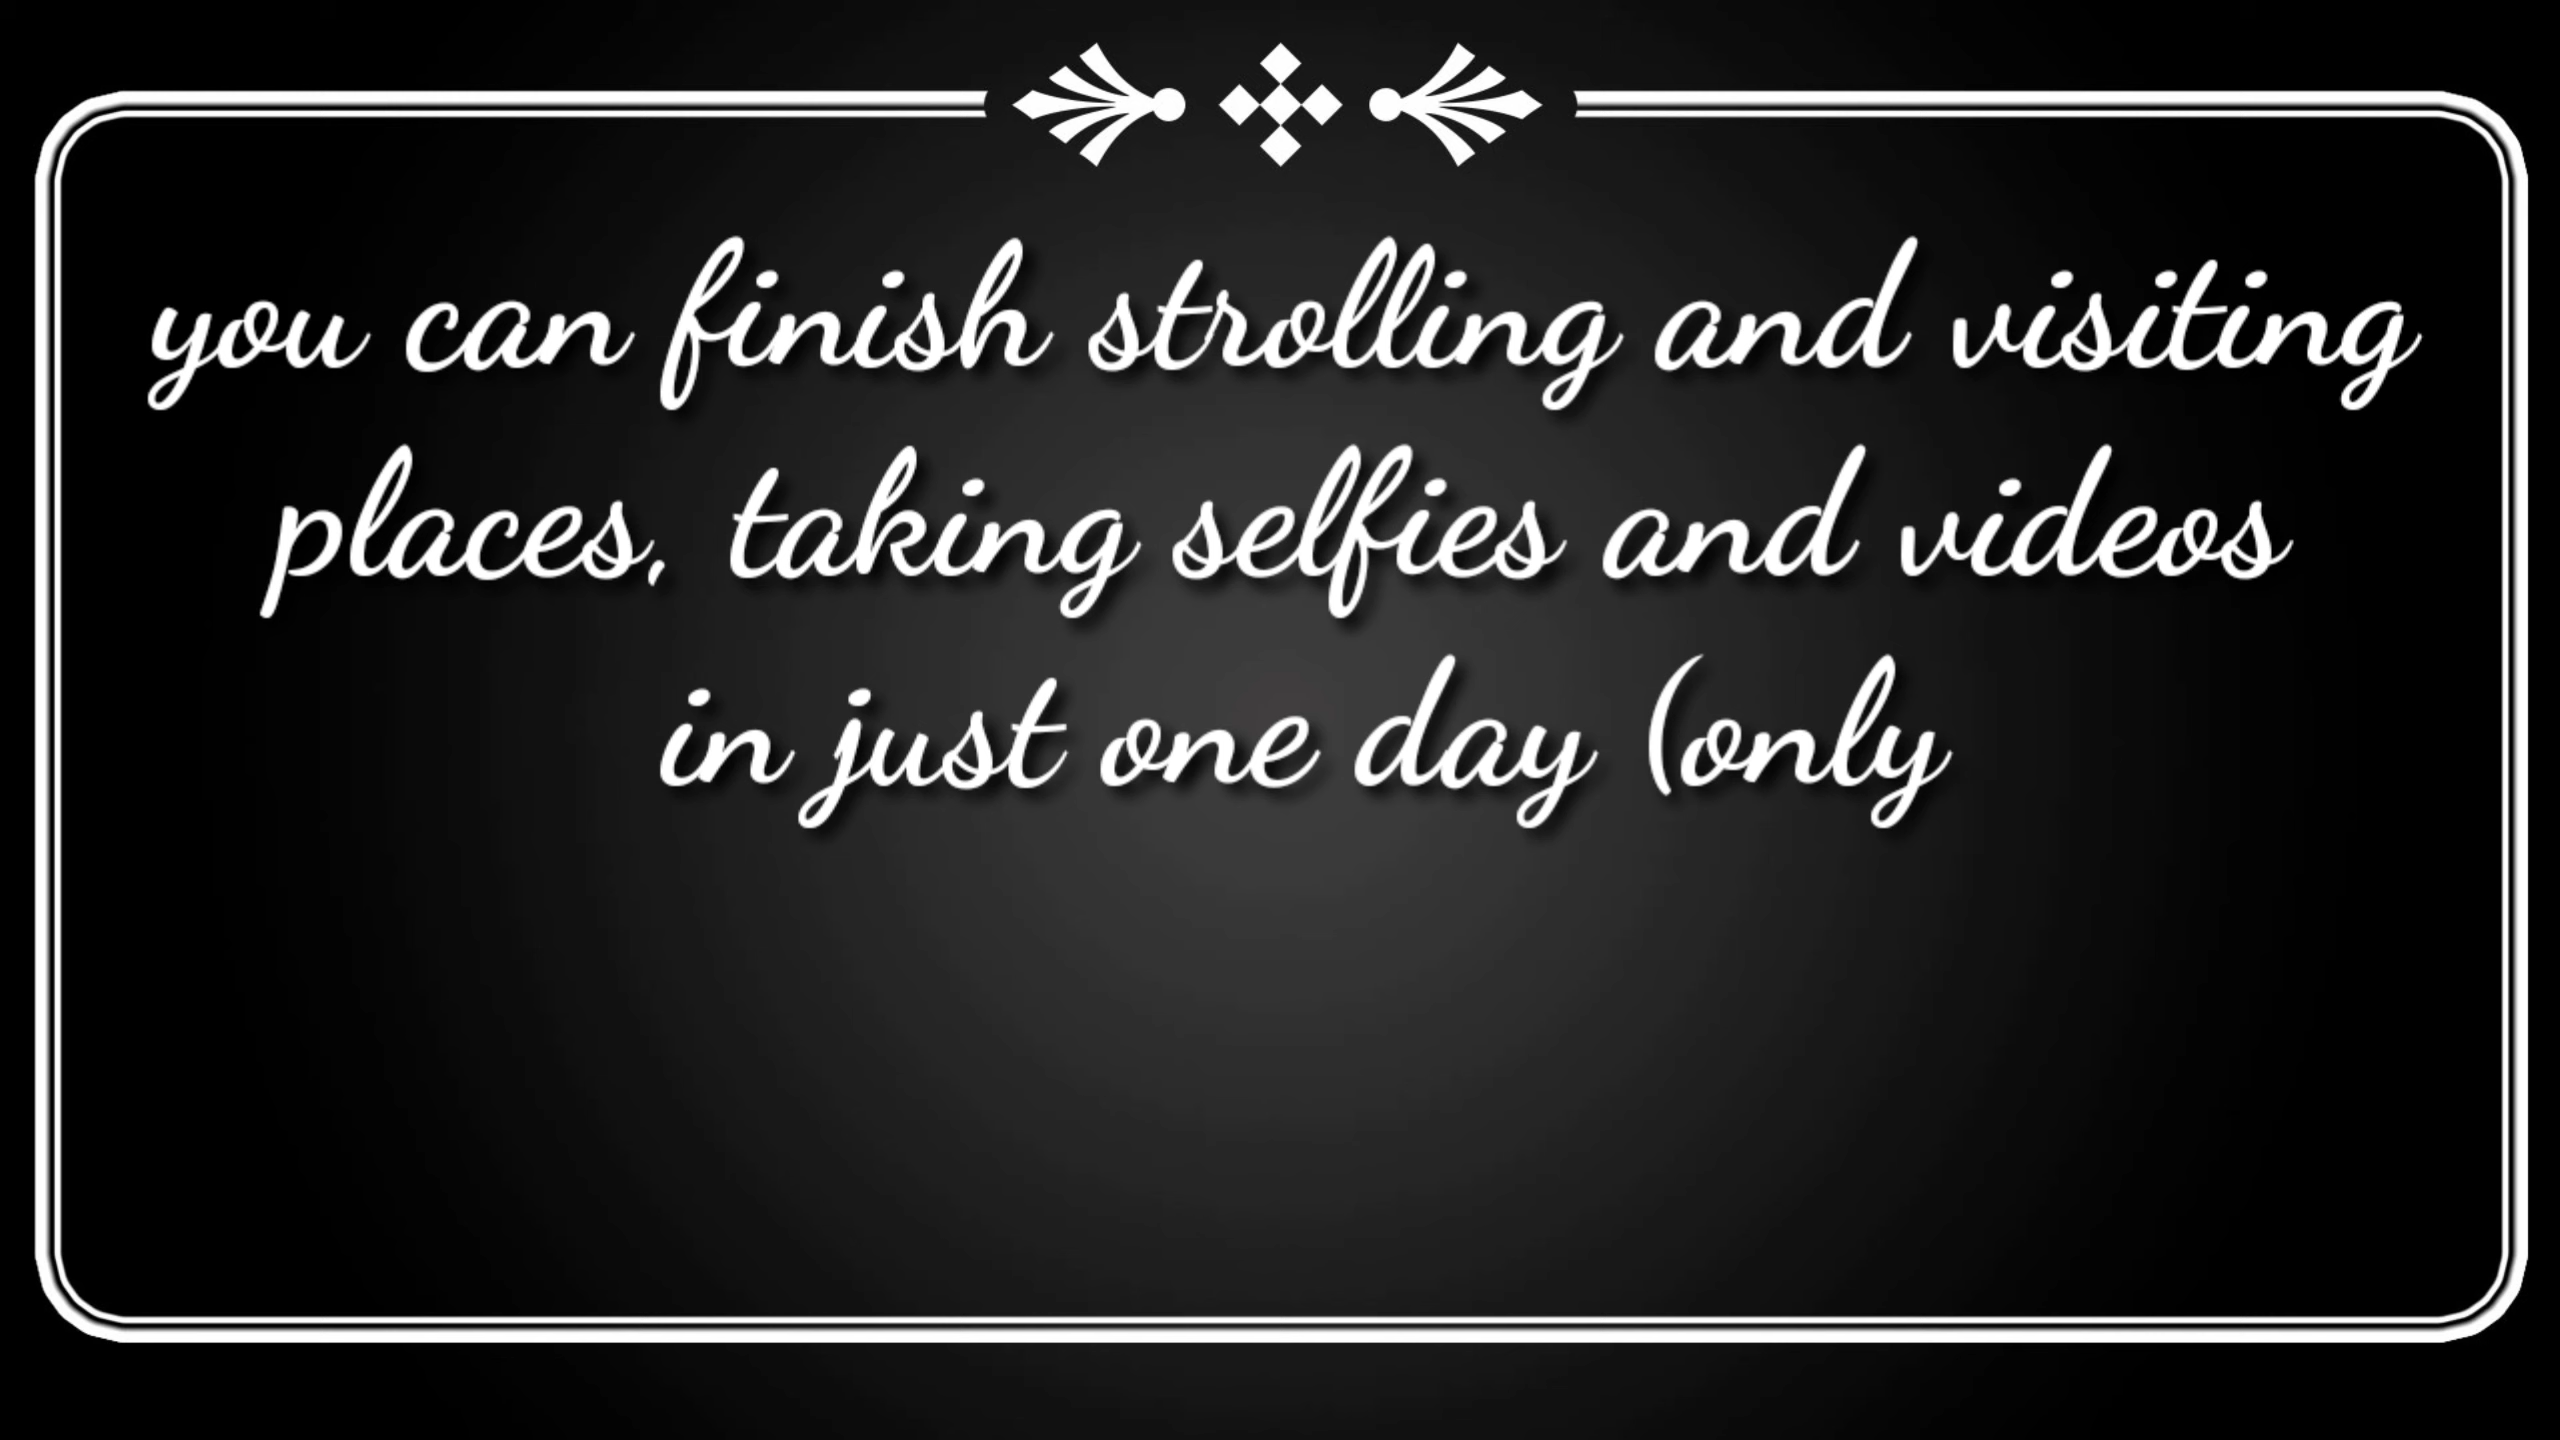 you can finish strolling and visiting
places, taking selfies and videos
in just one day (only